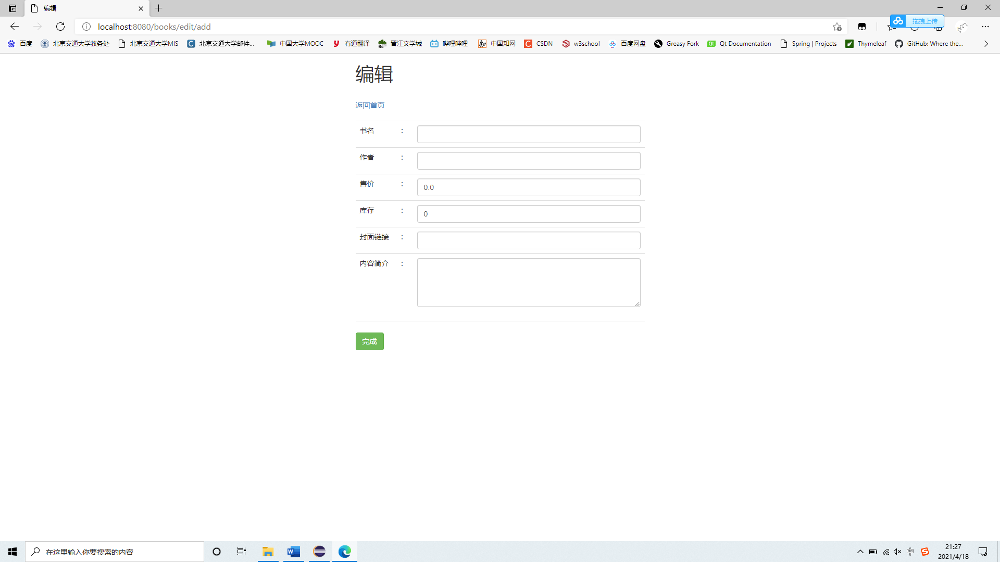 编辑
localhost:8080/books/edit/add
拖拽上传
百度 北京交通大学教务处 北京交通大学MIS 北京交通大学邮件... 中国大学MOOC 有道翻译 晋江文学城 哔哩哔哩 中国知网 CSDN w3school 百度网盘 Greasy Fork Qt Documentation Spring | Projects Thymeleaf GitHub: Where the...
编辑
返回首页
书名 :
作者 :
售价 : 0.0
库存 : 0
封面链接 :
内容简介 :
完成
在这里输入你要搜索的内容
中
21:27
2021/4/18